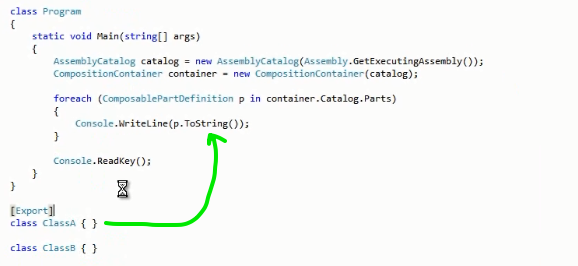 class Program
{
static void Main(string[] args)
{
AssemblyCatalog catalog = new AssemblyCatalog(Assembly.GetExecutingAssembly());
CompositionContainer container = new CompositionContainer(catalog);
foreach (ComposablePartDefinition p in container.Catalog.Parts)
{
Console.WriteLine(p.ToString());
}
Console.ReadKey();
}
}
[Export]
class ClassA { }
class ClassB { }